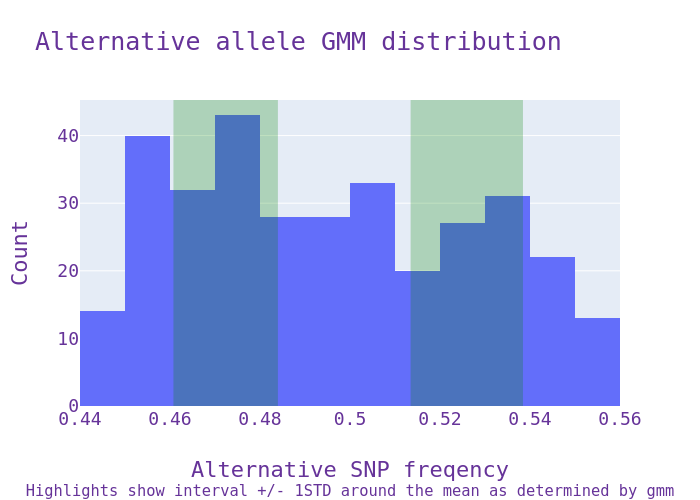 Alternative allele GMM distribution
Count
40
30
20
10
0
0.44 0.46 0.48 0.5 0.52 0.54 0.56
Alternative SNP freqency
Highlights show interval +/- 1STD around the mean as determined by gmm